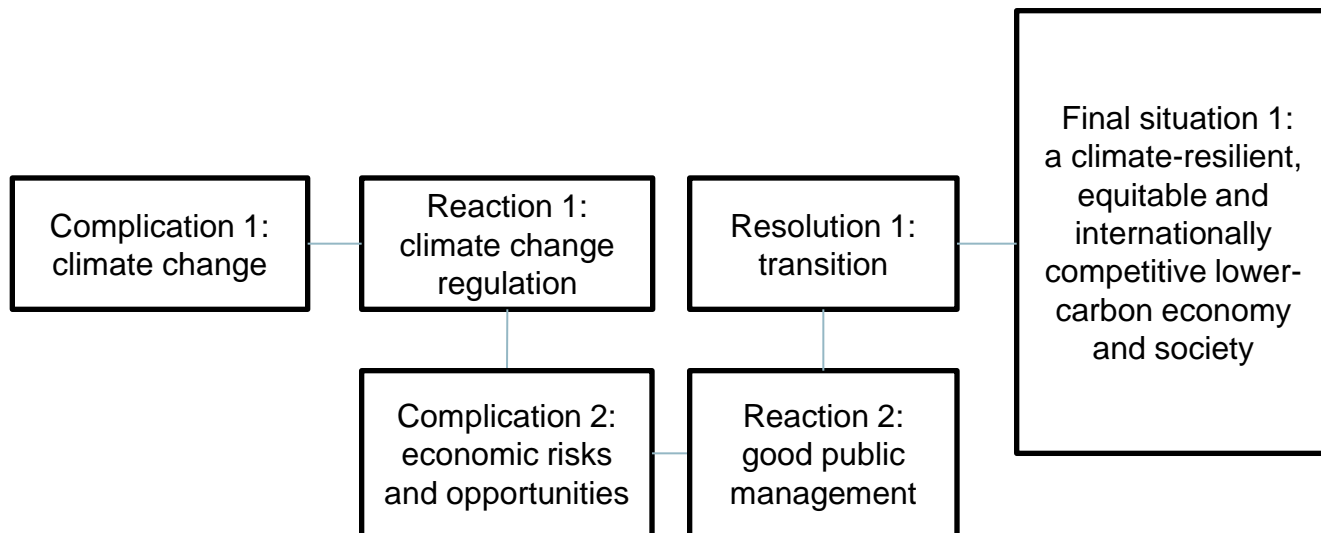 Complication 1:
climate change
Reaction 1:
climate change
regulation
Complication 2:
economic risks
and opportunities
Reaction 2:
good public
management
Resolution 1:
transition
Final situation 1:
a climate-resilient,
equitable and
internationally
competitive lower-
carbon economy
and society